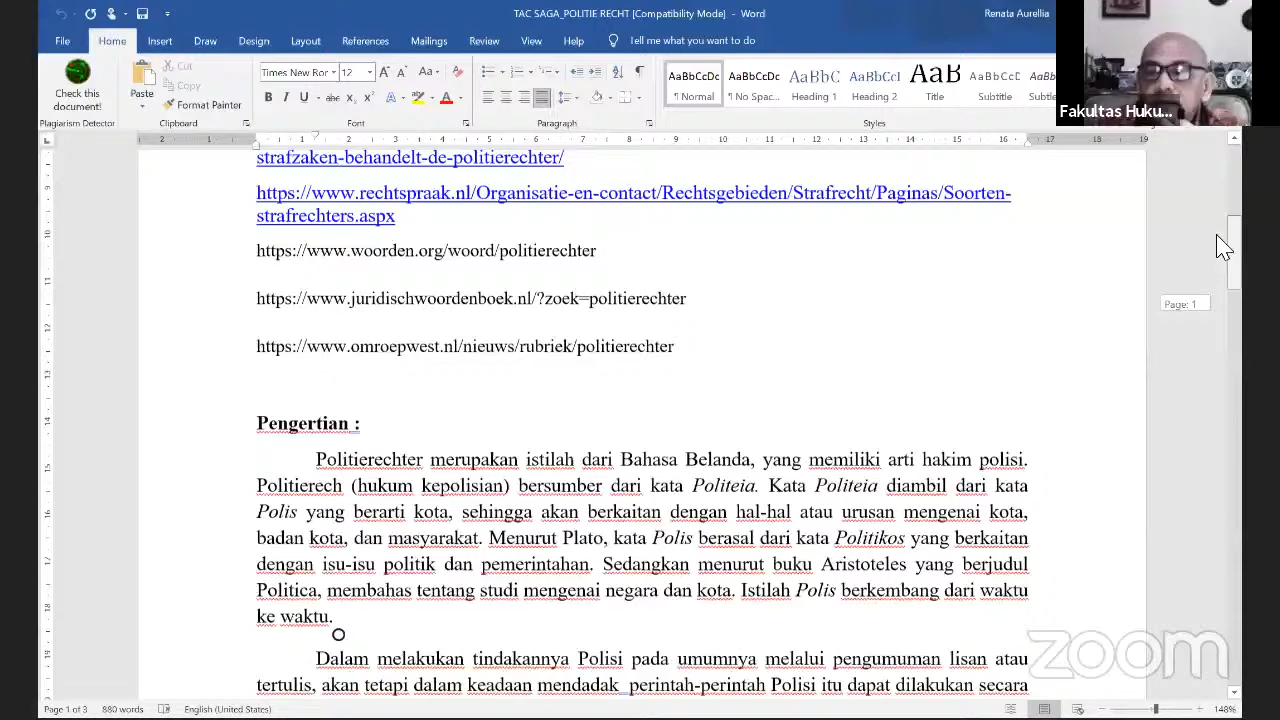 TAC SAGA_POLITIE RECHT [Compatibility Mode] - Word
Renata Aurellia
File Home Insert Draw Design Layout References Mailings Review View Help Tell me what you want to do
Check this document!
Plagiarism Detector
Paste
Cut
Copy
Format Painter
Clipboard
Times New Ror 12
Font
Paragraph
AaBbCcDc AaBbCcDc AaBbC AaBbCcI AaB AaBbCcD
¶ Normal ¶ No Spac... Heading 1 Heading 2 Title Subtitle
Styles
Fakultas Huku...
strafzaken-behandelt-de-politierechter/
https://www.rechtspraak.nl/Organisatie-en-contact/Rechtsgebieden/Strafrecht/Paginas/Soorten-
strafrechters.aspx
https://www.woorden.org/woord/politierechter
https://www.juridischwoordenboek.nl/?zoek=politierechter
https://www.omroepwest.nl/nieuws/rubriek/politierechter
Page: 1
Pengertian :
Politierechter merupakan istilah dari Bahasa Belanda, yang memiliki arti hakim polisi.
Politierech (hukum kepolisian) bersumber dari kata Politeia. Kata Politeia diambil dari kata
Polis yang berarti kota, sehingga akan berkaitan dengan hal-hal atau urusan mengenai kota,
badan kota, dan masyarakat. Menurut Plato, kata Polis berasal dari kata Politikos yang berkaitan
dengan isu-isu politik dan pemerintahan. Sedangkan menurut buku Aristoteles yang berjudul
Politica, membahas tentang studi mengenai negara dan kota. Istilah Polis berkembang dari waktu
ke waktu.
Dalam melakukan tindakannya Polisi pada umumnya melalui pengumuman lisan atau
tertulis, akan tetapi dalam keadaan mendadak perintah-perintah Polisi itu dapat dilakukan secara
zoom
Page 1 of 3 880 words English (United States) 148%